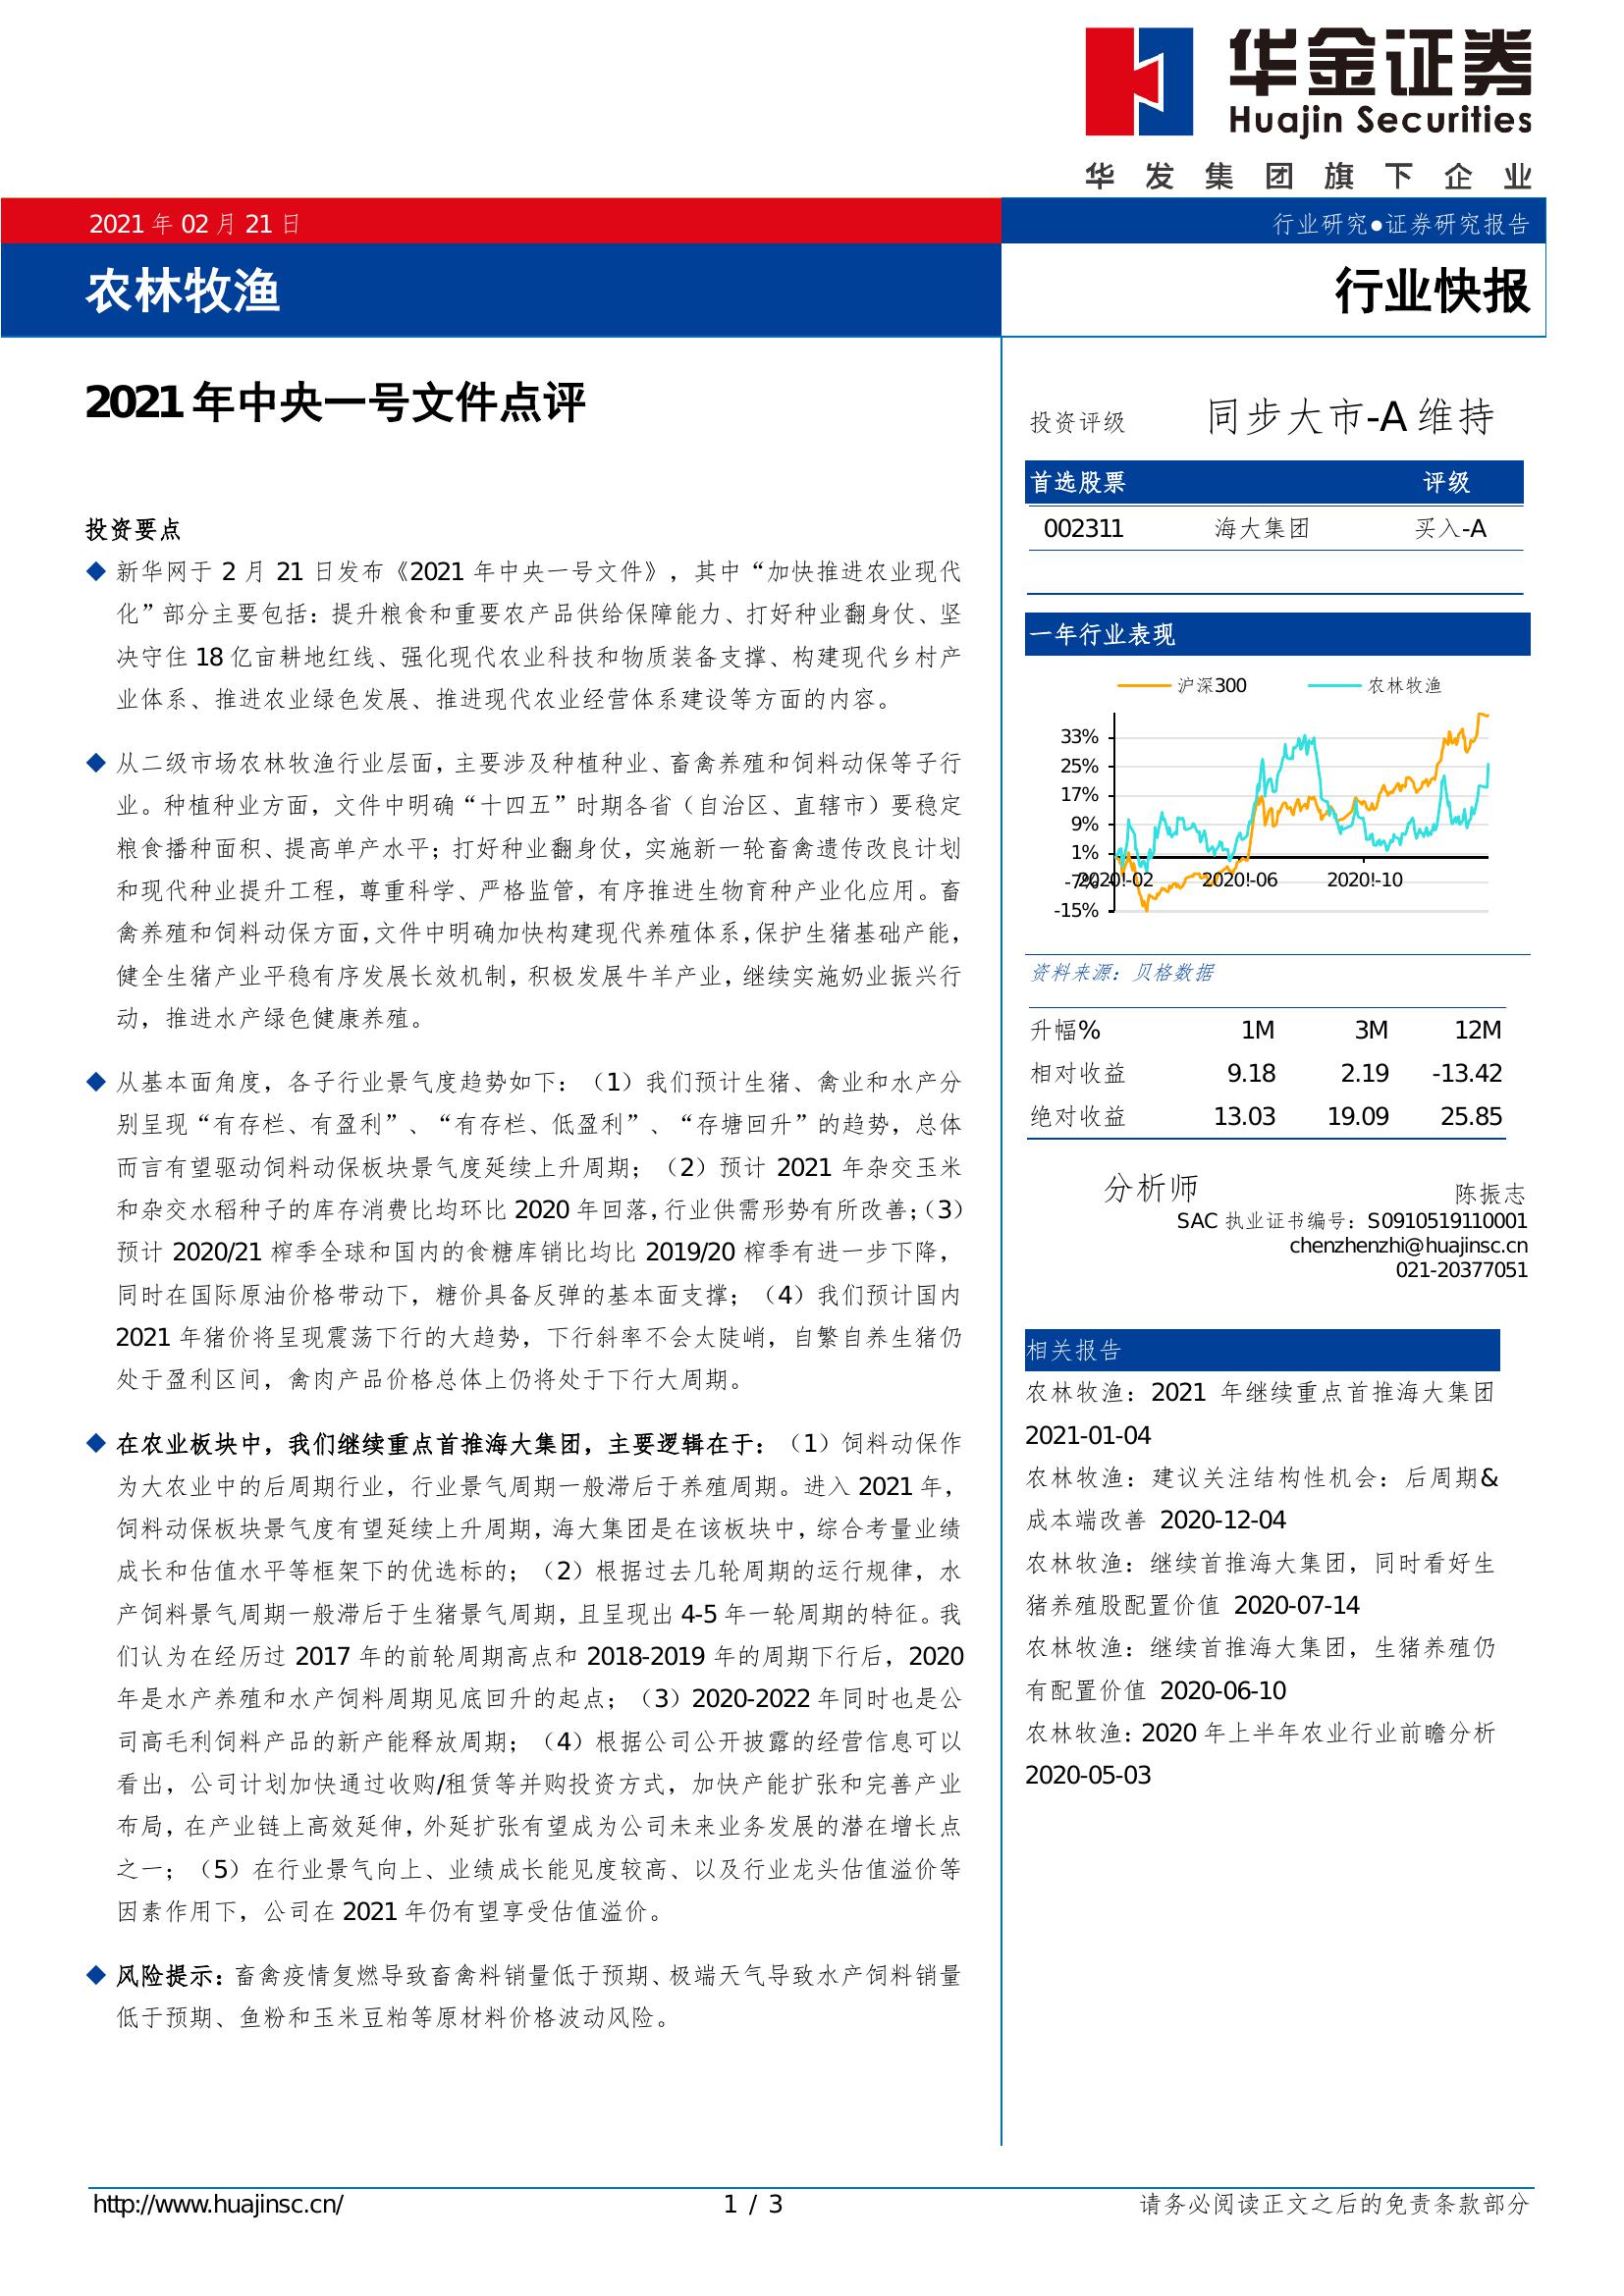 华金证券
Huajin Securities
华发集团旗下企业
2021 年 02 月 21 日
行业研究●证券研究报告
农林牧渔
行业快报
2021 年中央一号文件点评
投资要点
◆ 新华网于 2 月 21 日发布《2021 年中央一号文件》，其中“加快推进农业现代
化”部分主要包括：提升粮食和重要农产品供给保障能力、打好种业翻身仗、坚
决守住 18 亿亩耕地红线、强化现代农业科技和物质装备支撑、构建现代乡村产
业体系、推进农业绿色发展、推进现代农业经营体系建设等方面的内容。
◆ 从二级市场农林牧渔行业层面，主要涉及种植种业、畜禽养殖和饲料动保等子行
业。种植种业方面，文件中明确“十四五”时期各省（自治区、直辖市）要稳定
粮食播种面积、提高单产水平；打好种业翻身仗，实施新一轮畜禽遗传改良计划
和现代种业提升工程，尊重科学、严格监管，有序推进生物育种产业化应用。畜
禽养殖和饲料动保方面，文件中明确加快构建现代养殖体系，保护生猪基础产能，
健全生猪产业平稳有序发展长效机制，积极发展牛羊产业，继续实施奶业振兴行
动，推进水产绿色健康养殖。
◆ 从基本面角度，各子行业景气度趋势如下：（1）我们预计生猪、禽业和水产分
别呈现“有存栏、有盈利”、“有存栏、低盈利”、“存塘回升”的趋势，总体
而言有望驱动饲料动保板块景气度延续上升周期；（2）预计 2021 年杂交玉米
和杂交水稻种子的库存消费比均环比 2020 年回落，行业供需形势有所改善；（3）
预计 2020/21 榨季全球和国内的食糖库销比均比 2019/20 榨季有进一步下降，
同时在国际原油价格带动下，糖价具备反弹的基本面支撑；（4）我们预计国内
2021 年猪价将呈现震荡下行的大趋势，下行斜率不会太陡峭，自繁自养生猪仍
处于盈利区间，禽肉产品价格总体上仍将处于下行大周期。
◆ 在农业板块中，我们继续重点首推海大集团，主要逻辑在于：（1）饲料动保作
为大农业中的后周期行业，行业景气周期一般滞后于养殖周期。进入 2021 年，
饲料动保板块景气度有望延续上升周期，海大集团是在该板块中，综合考量业绩
成长和估值水平等框架下的优选标的；（2）根据过去几轮周期的运行规律，水
产饲料景气周期一般滞后于生猪景气周期，且呈现出 4-5 年一轮周期的特征。我
们认为在经历过 2017 年的前轮周期高点和 2018-2019 年的周期下行后，2020
年是水产养殖和水产饲料周期见底回升的起点；（3）2020-2022 年同时也是公
司高毛利饲料产品的新产能释放周期；（4）根据公司公开披露的经营信息可以
看出，公司计划加快通过收购/租赁等并购投资方式，加快产能扩张和完善产业
布局，在产业链上高效延伸，外延扩张有望成为公司未来业务发展的潜在增长点
之一；（5）在行业景气向上、业绩成长能见度较高、以及行业龙头估值溢价等
因素作用下，公司在 2021 年仍有望享受估值溢价。
◆ 风险提示：畜禽疫情复燃导致畜禽料销量低于预期、极端天气导致水产饲料销量
低于预期、鱼粉和玉米豆粕等原材料价格波动风险。
投资评级 同步大市-A 维持
首选股票 评级
002311 海大集团 买入-A
一年行业表现
沪深300 农林牧渔
33%
25%
17%
9%
1%
-7%
-15%
2020!-02 2020!-06 2020!-10
资料来源：贝格数据
升幅% 1M 3M 12M
相对收益 9.18 2.19 -13.42
绝对收益 13.03 19.09 25.85
分析师 陈振志
SAC 执业证书编号：S0910519110001
chenzhenzhi@huajinsc.cn
021-20377051
相关报告
农林牧渔：2021 年继续重点首推海大集团
2021-01-04
农林牧渔：建议关注结构性机会：后周期&
成本端改善 2020-12-04
农林牧渔：继续首推海大集团，同时看好生
猪养殖股配置价值 2020-07-14
农林牧渔：继续首推海大集团，生猪养殖仍
有配置价值 2020-06-10
农林牧渔：2020 年上半年农业行业前瞻分析
2020-05-03
http://www.huajinsc.cn/
1 / 3
请务必阅读正文之后的免责条款部分